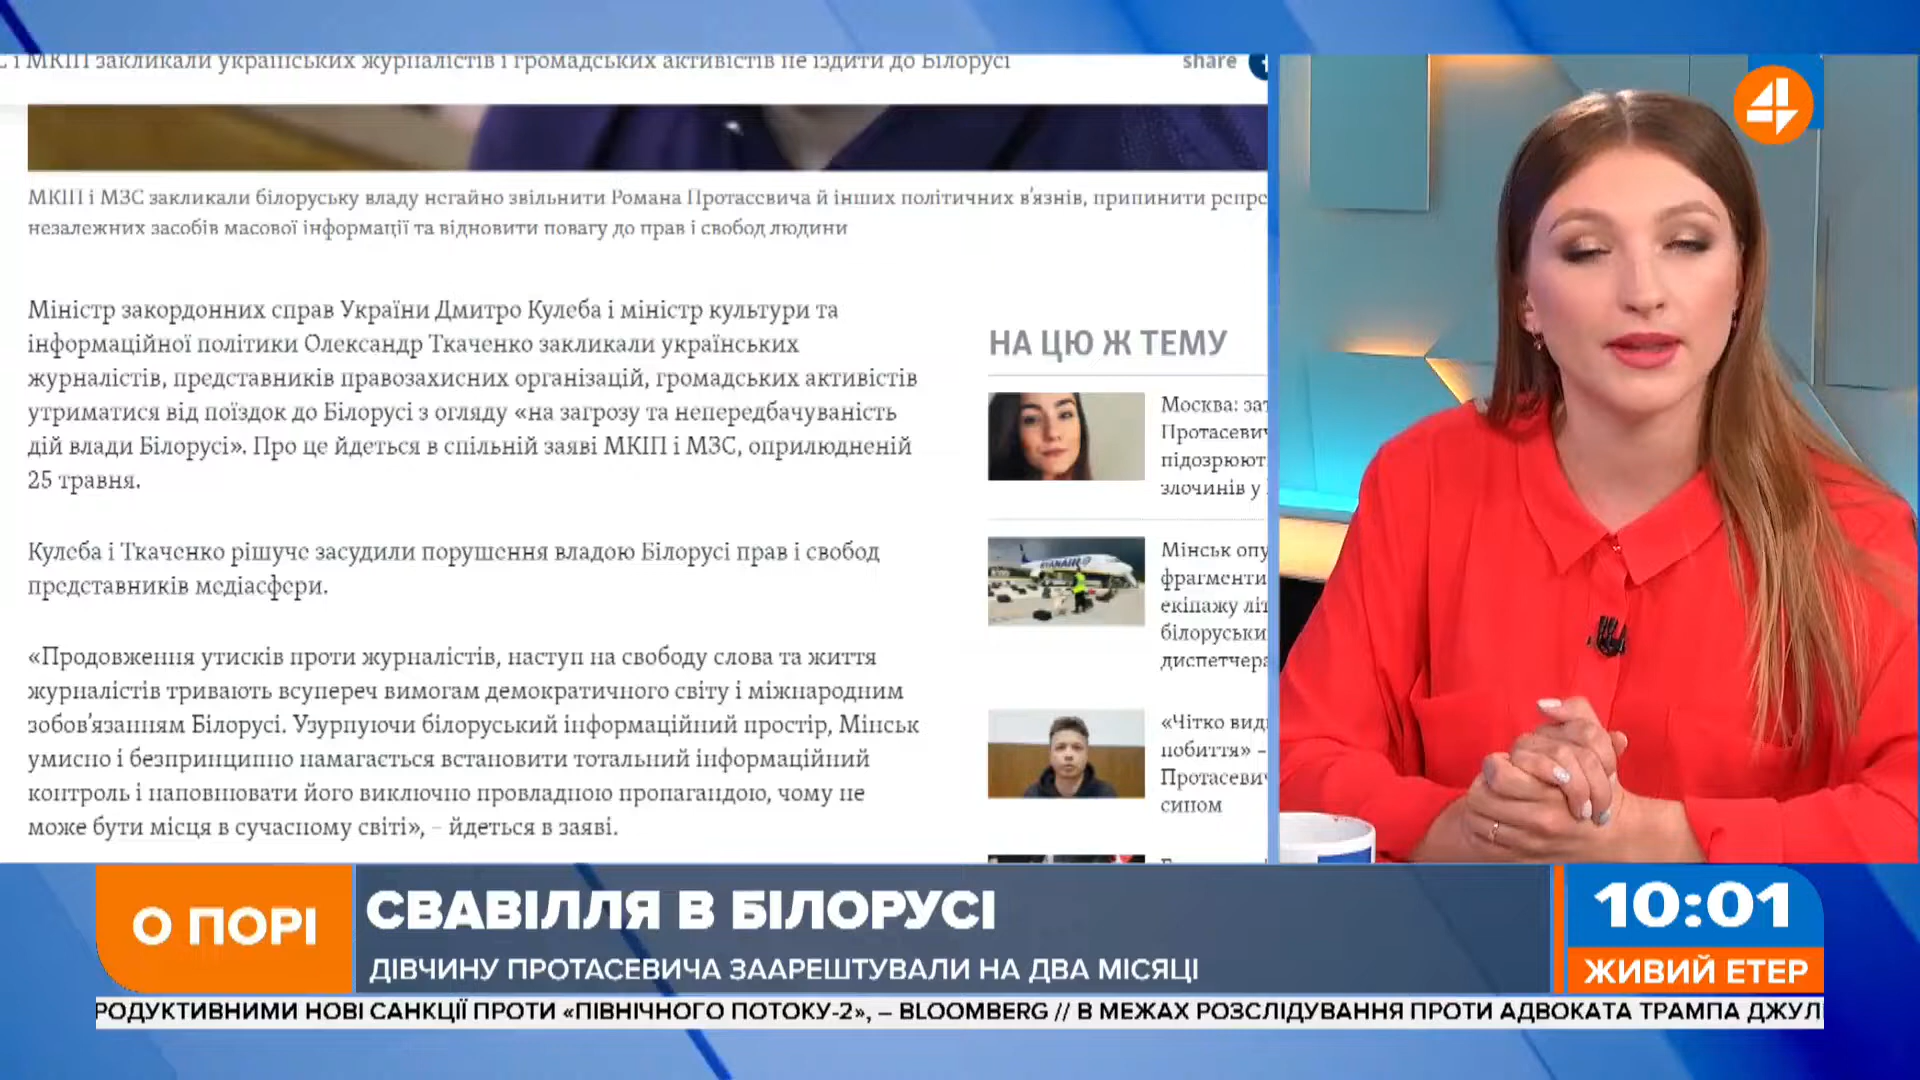 МКІП закликали українських журналістів і громадських активістів не їздити до Білорусі
share
МКІП і МЗС закликали білоруську владу негайно звільнити Романа Протасевича й інших політичних в'язнів, припинити
незалежних засобів масової інформації та відновити повагу до прав і свобод людини
Міністр закордонних справ України Дмитро Кулеба і міністр культури та
інформаційної політики Олександр Ткаченко закликали українських
журналістів, представників правозахисних організацій, громадських активістів
утриматися від поїздок до Білорусі з огляду «на загрозу та непередбачуваність
дій влади Білорусі». Про це йдеться в спільній заяві МКІП і МЗС, оприлюдненій
25 травня.
Кулеба і Ткаченко рішуче засудили порушення владою Білорусі прав і свобод
представників медіасфери.
«Продовження утисків проти журналістів, наступ на свободу слова та життя
журналістів тривають всупереч вимогам демократичного світу і міжнародним
зобов'язанням Білорусі. Узурпуючи білоруський інформаційний простір, Мінськ
умисно і безпринципно намагається встановити тотальний інформаційний
контроль і наповнювати його виключно провладною пропагандою, чому не
може бути місця в сучасному світі», – йдеться в заяві.
НА ЦЮ Ж ТЕМУ
Москва: зат
Протасевич
підозрюют
злочинів у
RYANAIR
Мінськ опу
фрагменти
екіпажу літ
білоруськи
диспетчера
«Чітко вид
побиття» –
Протасевич
сином
4
О ПОРІ
СВАВІЛЛЯ В БІЛОРУСІ
ДІВЧИНУ ПРОТАСЕВИЧА ЗААРЕШТУВАЛИ НА ДВА МІСЯЦІ
10:01
ЖИВИЙ ЕТЕР
РОДУКТИВНИМИ НОВІ САНКЦІЇ ПРОТИ «ПІВНІЧНОГО ПОТОКУ-2», – BLOOMBERG // В МЕЖАХ РОЗСЛІДУВАННЯ ПРОТИ АДВОКАТА ТРАМПА ДЖУЛ